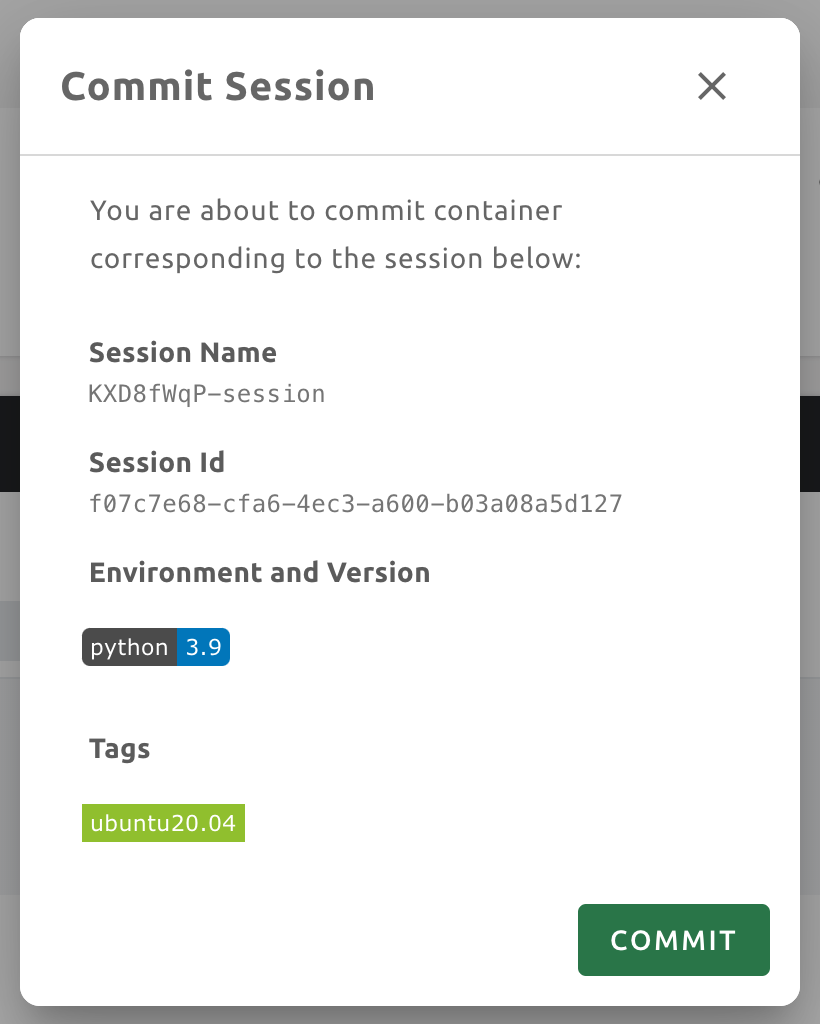 Commit Session
You are about to commit container
corresponding to the session below:
Session Name
KXD8fWqP-session
Session Id
f07c7e68-cfa6-4ec3-a600-b03a08a5d127
Environment and Version
python 3.9
Tags
ubuntu20.04
COMMIT